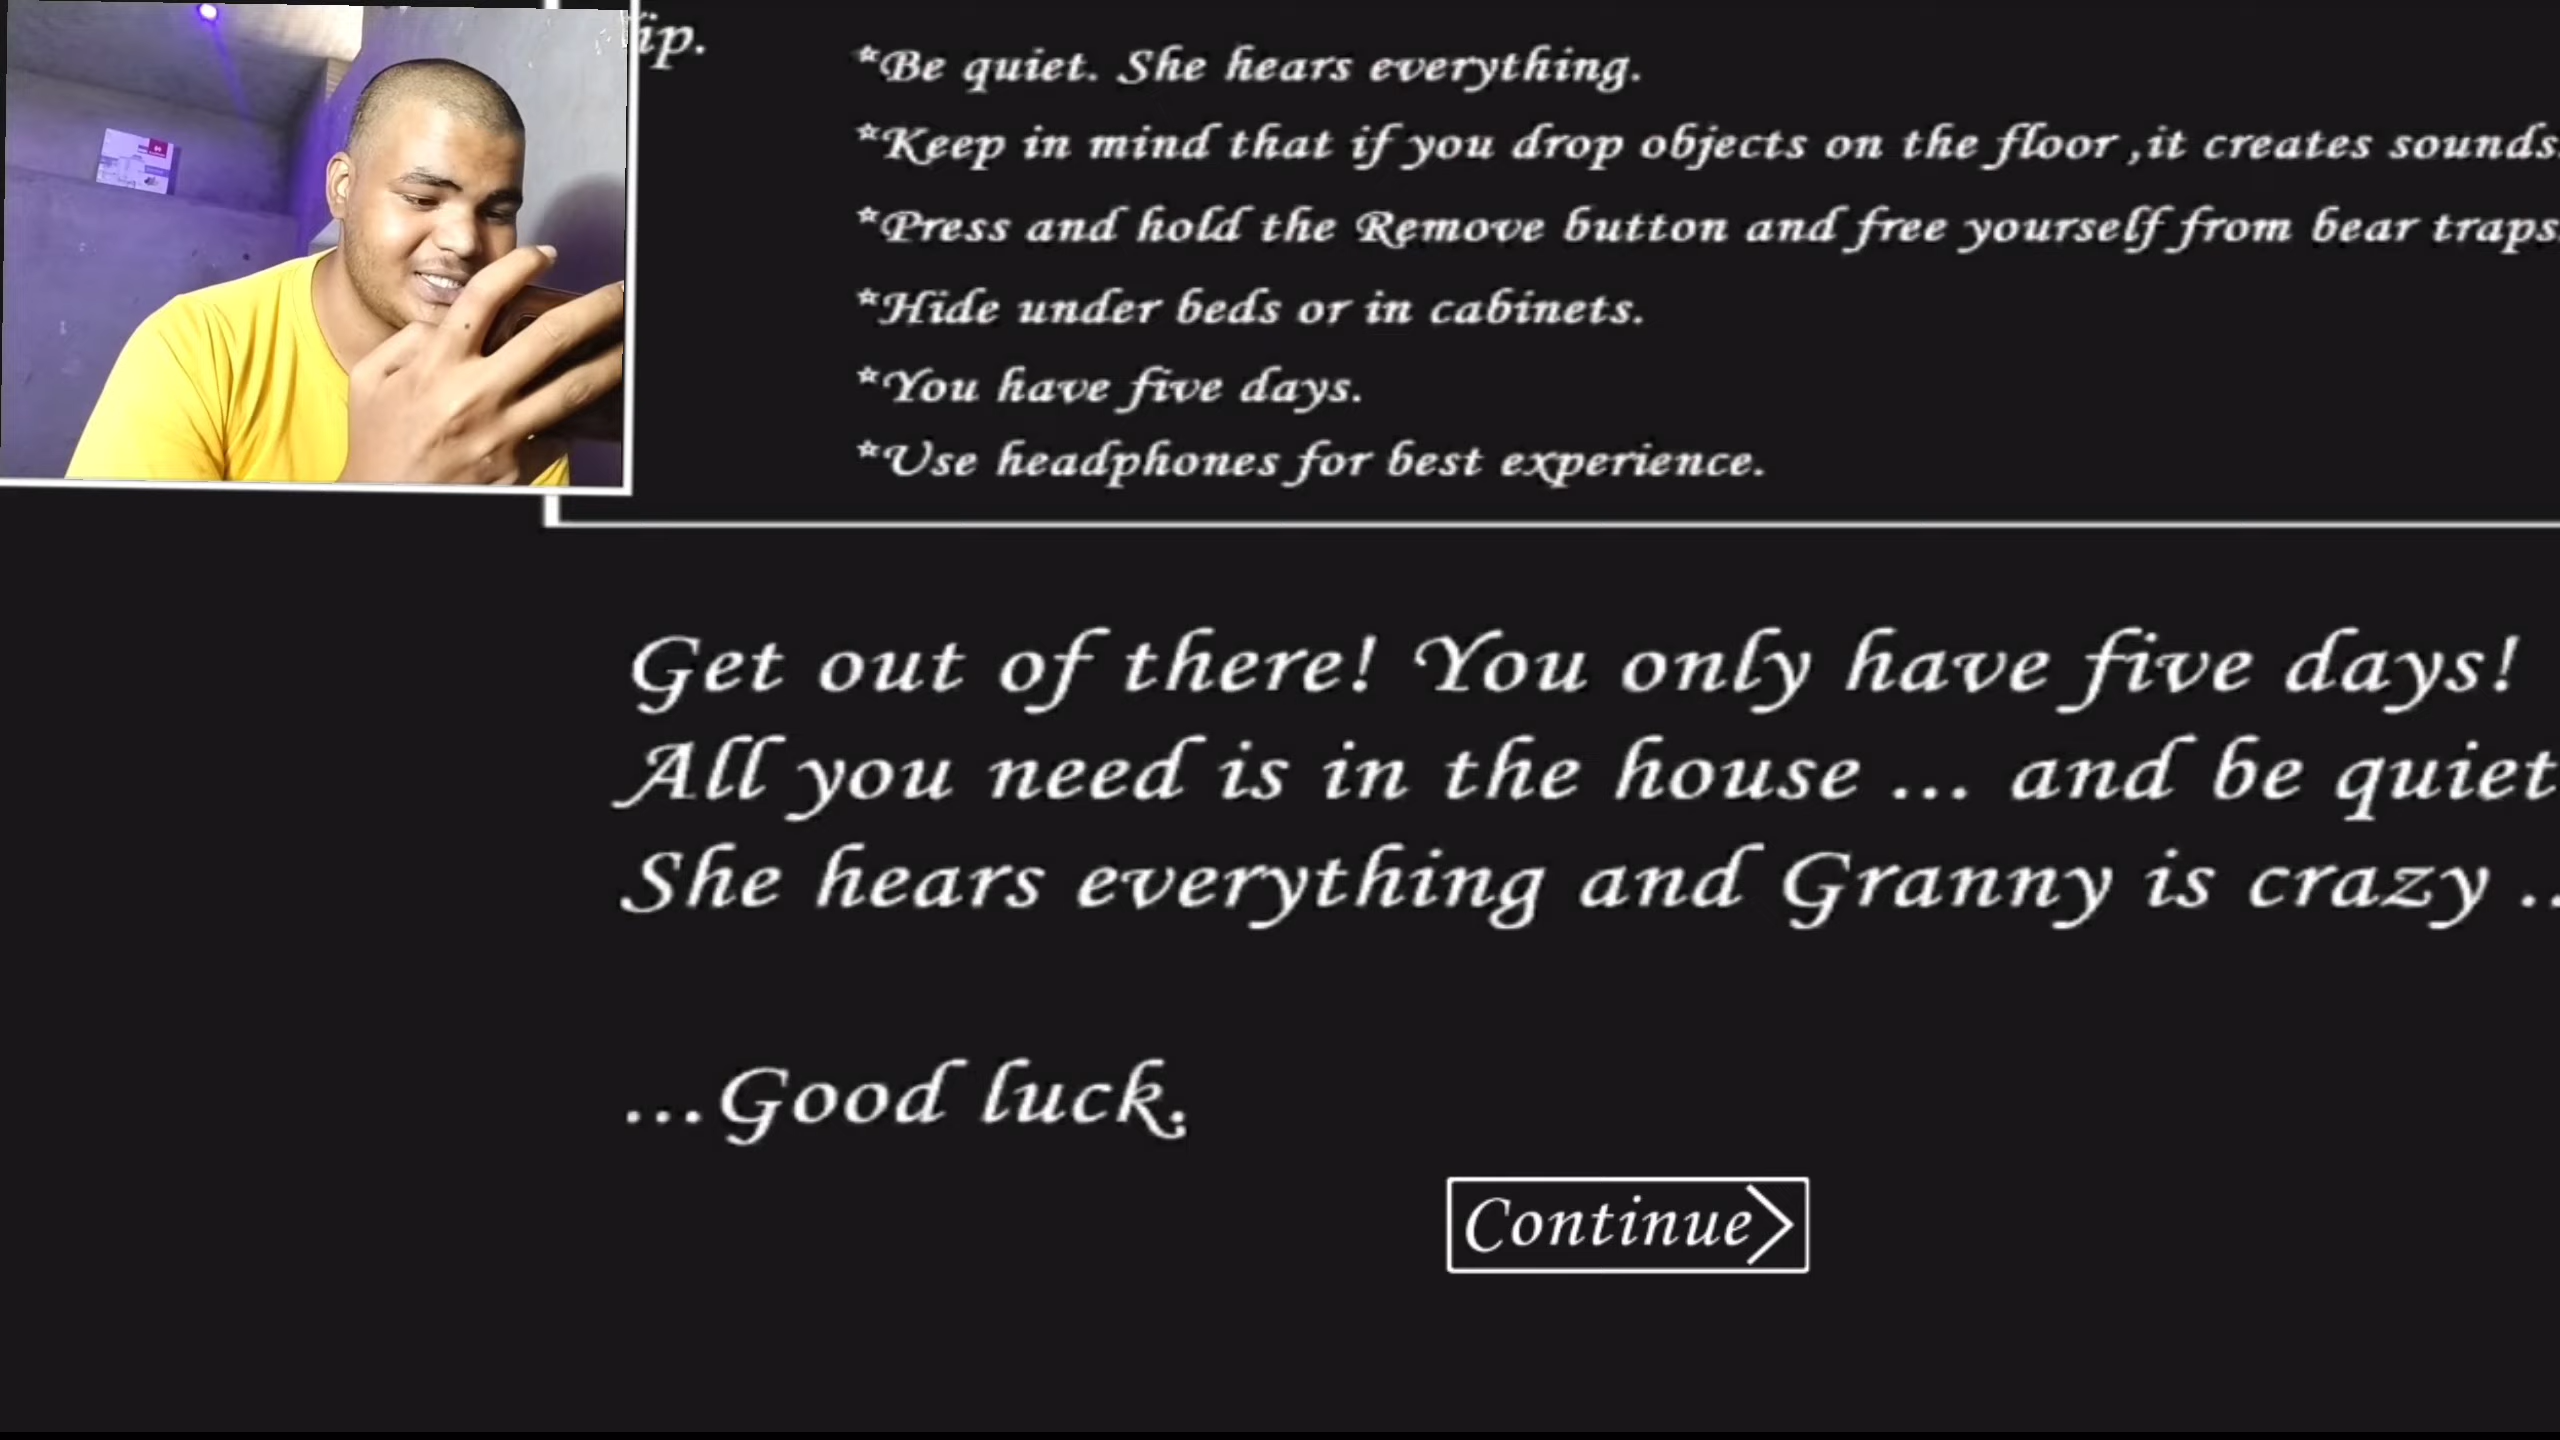 ip.
*Be quiet. She hears everything.
*Keep in mind that if you drop objects on the floor ,it creates sounds.
*Press and hold the Remove button and free yourself from bear traps.
*Hide under beds or in cabinets.
*You have five days.
*Use headphones for best experience.
Get out of there! You only have five days!
All you need is in the house ... and be quiet
She hears everything and Granny is crazy ..
...Good luck.
Continue>